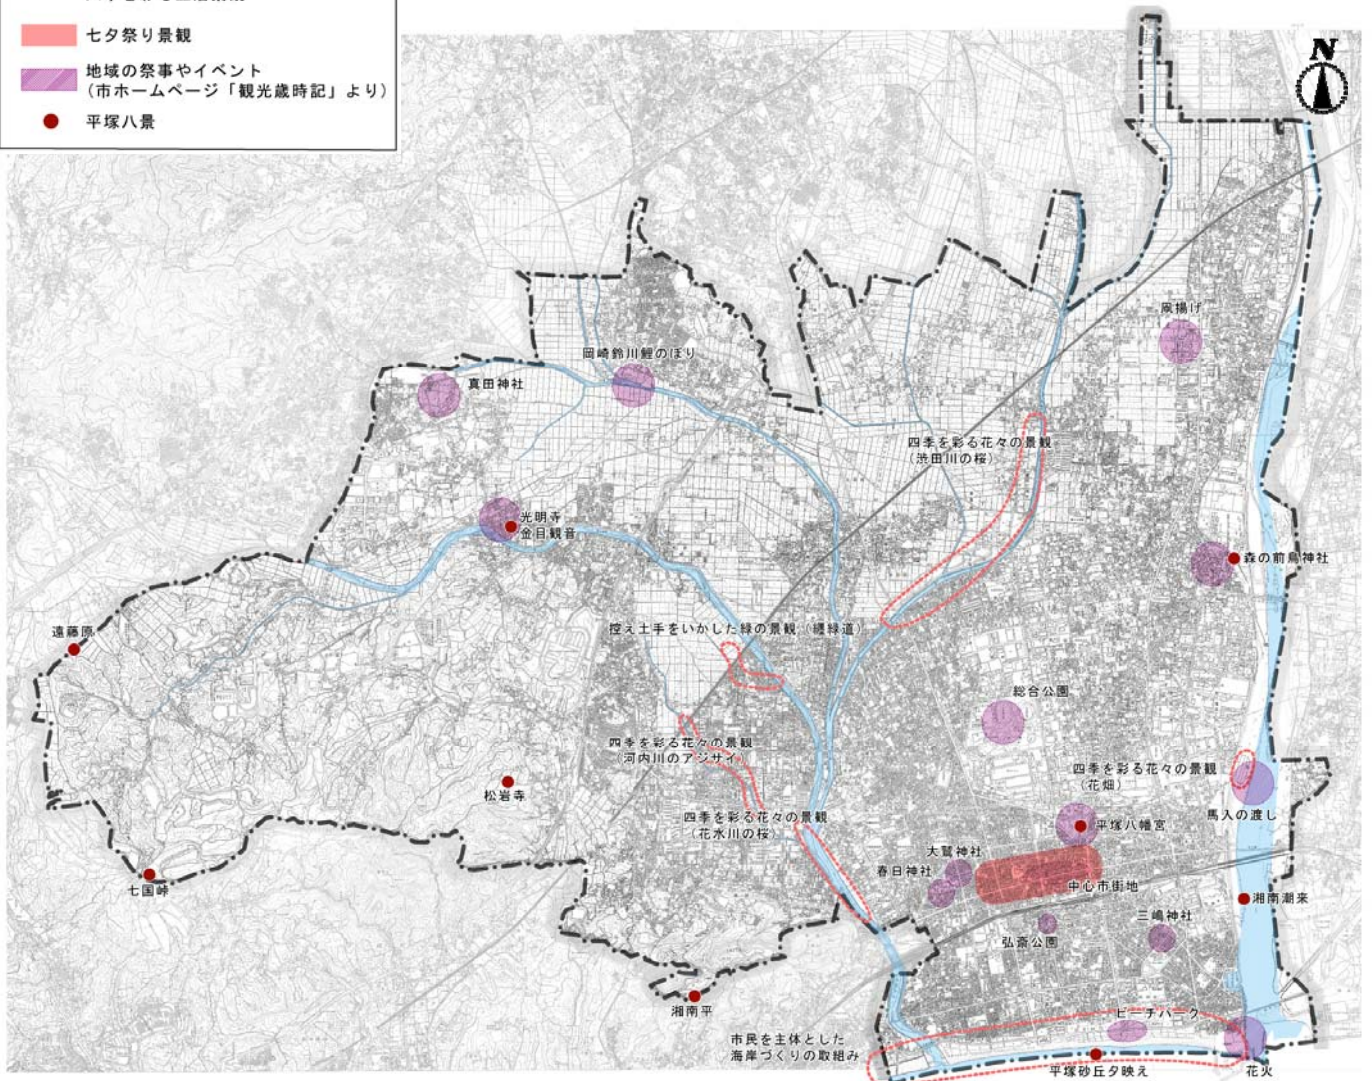 七夕祭り景観
地域の祭事やイベント
(市ホームページ「観光歳時記」より)
平塚八景
N
凧揚げ
岡崎鈴川鯉のぼり
真田神社
四季を彩る花々の景観
(渋田川の桜)
光明寺
金目観音
森の前鳥神社
遠藤原
控え土手をいかした緑の景観(纒緑道)
総合公園
四季を彩る花々の景観
(河内川のアジサイ)
四季を彩る花々の景観
(花畑)
松岩寺
馬入の渡し
四季を彩る花々の景観
(花水川の桜)
平塚八幡宮
大鷲神社
春日神社
中心市街地
七国峠
湘南潮来
三嶋神社
弘斎公園
湘南平
ビーチパーク
市民を主体とした
海岸づくりの取組み
平塚砂丘夕映え
花火